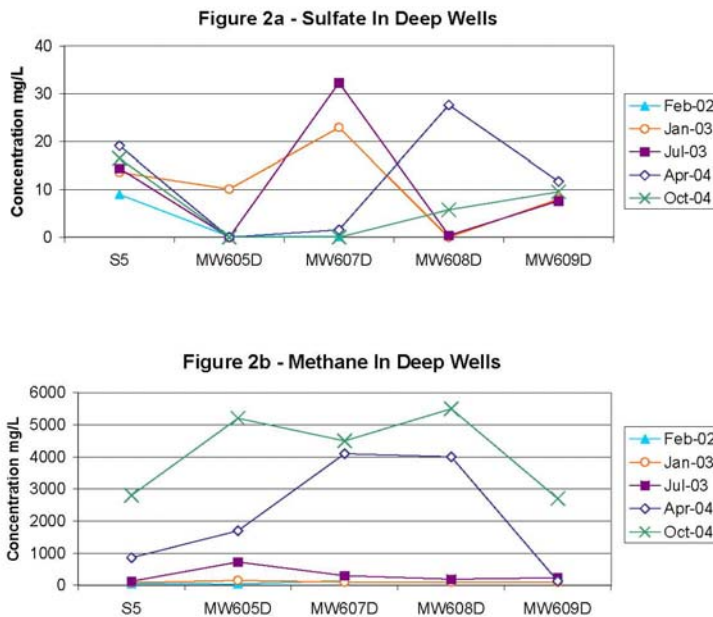 Figure 2a - Sulfate In Deep Wells
Concentration mg/L
40
30
20
10
0
S5 MW605D MW607D MW608D MW609D
Feb-02
Jan-03
Jul-03
Apr-04
Oct-04
Figure 2b - Methane In Deep Wells
Concentration mg/L
6000
5000
4000
3000
2000
1000
0
S5 MW605D MW607D MW608D MW609D
Feb-02
Jan-03
Jul-03
Apr-04
Oct-04